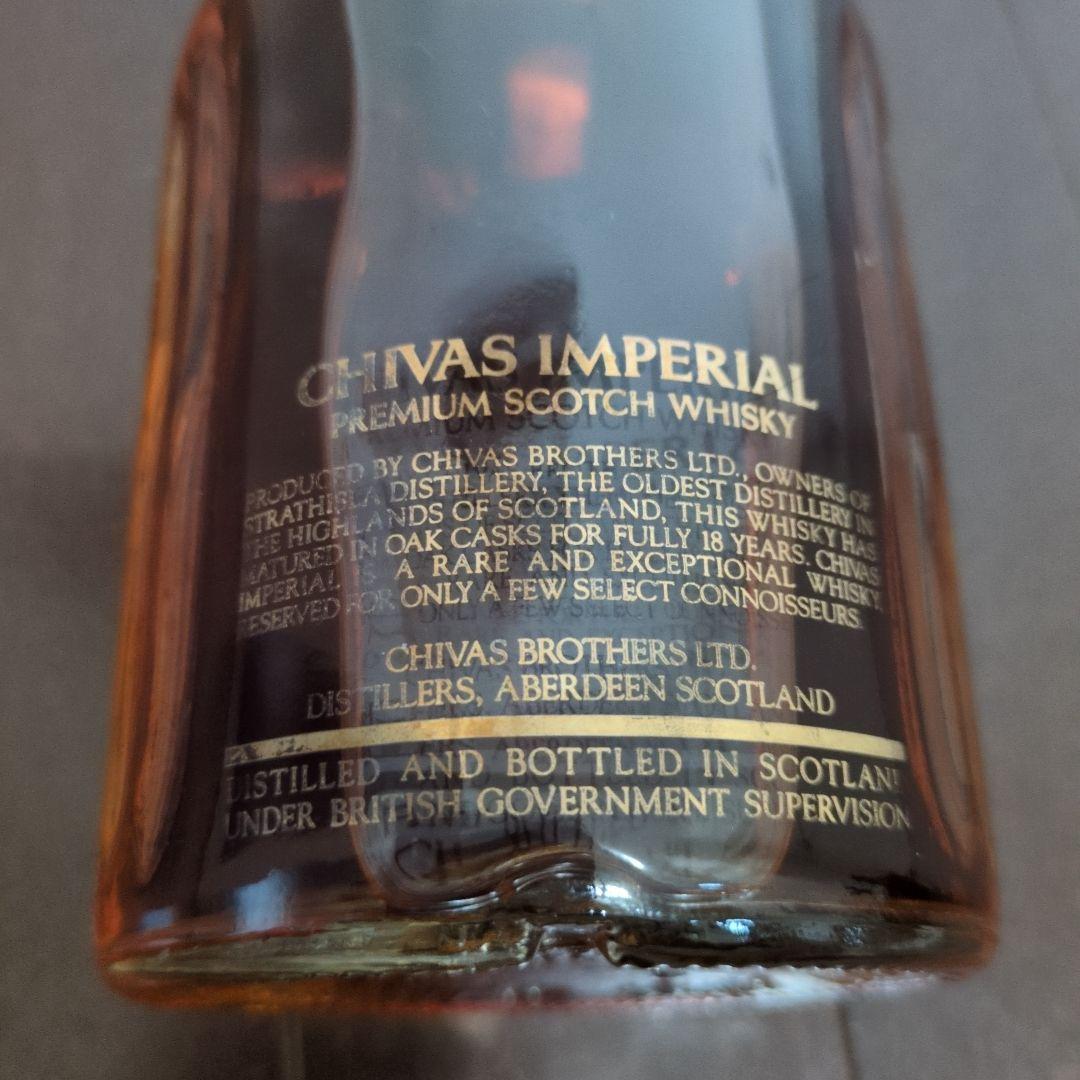 CHIVAS IMPERIAL
PREMIUM SCOTCH WHISKY
PRODUCED BY CHIVAS BROTHERS LTD., OWNERS OF
STRATHISLA DISTILLERY, THE OLDEST DISTILLERY IN
THE HIGHLANDS OF SCOTLAND, THIS WHISKY HAS
MATURED IN OAK CASKS FOR FULLY 18 YEARS. CHIVAS
IMPERIAL IS A RARE AND EXCEPTIONAL WHISKY,
RESERVED FOR ONLY A FEW SELECT CONNOISSEURS.
CHIVAS BROTHERS LTD.
DISTILLERS, ABERDEEN SCOTLAND
DISTILLED AND BOTTLED IN SCOTLAND
UNDER BRITISH GOVERNMENT SUPERVISION